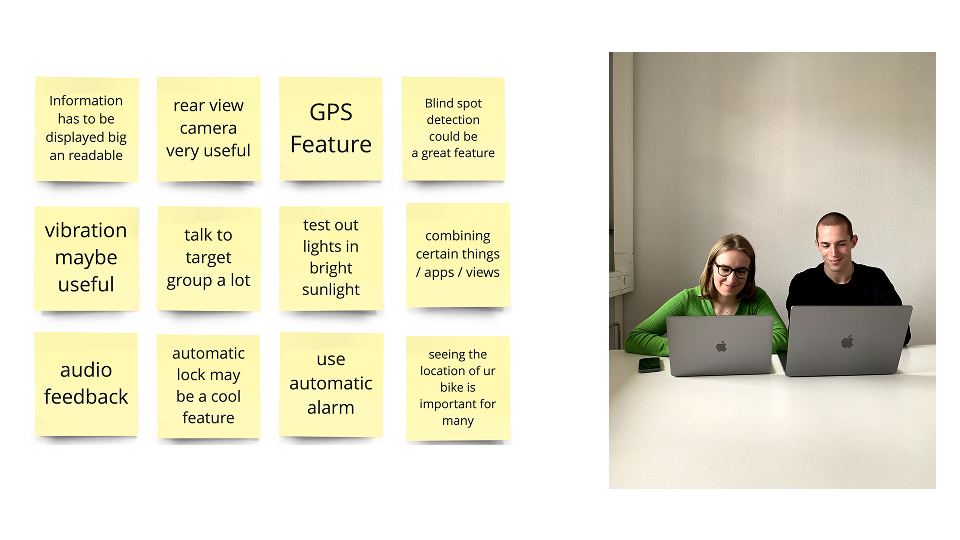 Information
has to be
displayed big
an readable
rear view
camera
very useful
GPS
Feature
Blind spot
detection
could be
a great feature
vibration
maybe
useful
talk to
target
group a lot
test out
lights in
bright
sunlight
combining
certain things
/ apps / views
audio
feedback
automatic
lock may
be a cool
feature
use
automatic
alarm
seeing the
location of ur
bike is
important for
many